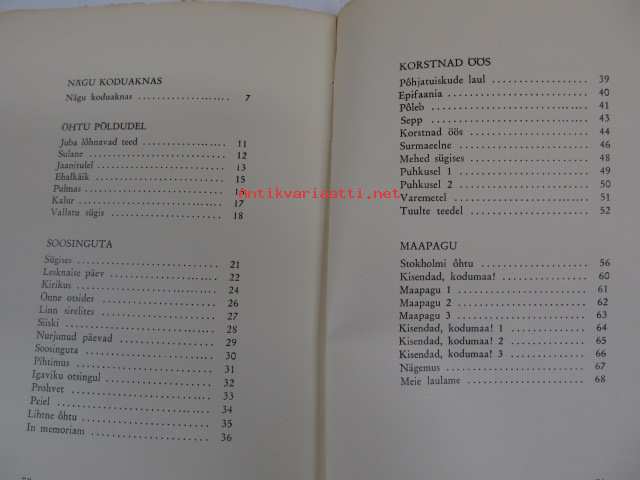 NÄGU KODUAKNAS
Nägu koduaknas .................... 7
ÕHTU PÕLDUDEL
Juba lõhnavad teed ................ 11
Sulane .................... 12
Jaanitulel .................... 13
Ehalkäik .................... 15
Pulmas ....................
Kalur .................... 17
Vallatu sügis .................... 18
SOOSINGUTA
Sügises .................... 21
Lesknaise päev .................... 22
Kirikus .................... 24
Õnne otsides .................... 26
Linn sirelites .................... 27
Siiski .................... 28
Nurjunud päevad .................... 29
Soosinguta .................... 30
Pihtimus .................... 31
Igaviku otsingul .................... 32
Prohvet .................... 33
Peiel .................... 34
Lihtne õhtu .................... 35
In memoriam .................... 36
KORSTNAD ÖÖS
Põhjatuiskude laul .................... 39
Epifaania .................... 40
Põleb .................... 41
Sepp .................... 43
Korstnad öös .................... 44
Surmaeelne .................... 46
Mehed sügises .................... 48
Puhkusel 1 .................... 49
Puhkusel 2 .................... 50
Varemetel .................... 51
Tuulte teedel .................... 52
MAAPAGU
Stokholmi õhtu .................... 56
Kisendad, kodumaa! .................... 60
Maapagu 1 .................... 61
Maapagu 2 .................... 62
Maapagu 3 .................... 63
Kisendad, kodumaa! 1 .................... 64
Kisendad, kodumaa! 2 .................... 65
Kisendad, kodumaa! 3 .................... 66
Nägemus .................... 67
Meie laulame .................... 68
Antikvariaatti.net